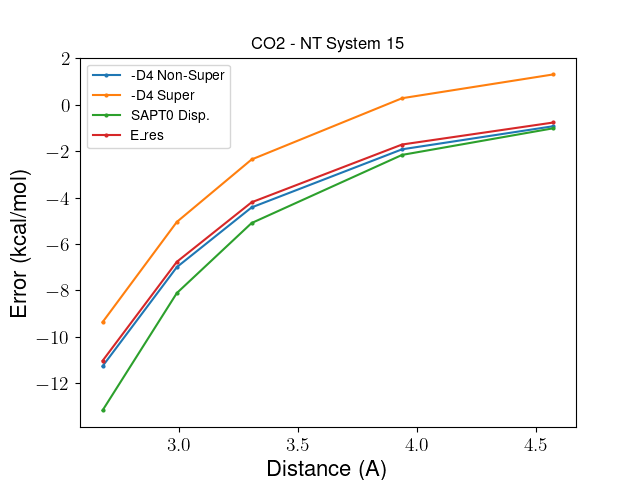 CO2 - NT System 15
-D4 Non-Super
-D4 Super
SAPT0 Disp.
E_res
Error (kcal/mol)
2
0
−2
−4
−6
−8
−10
−12
3.0 3.5 4.0 4.5
Distance (A)